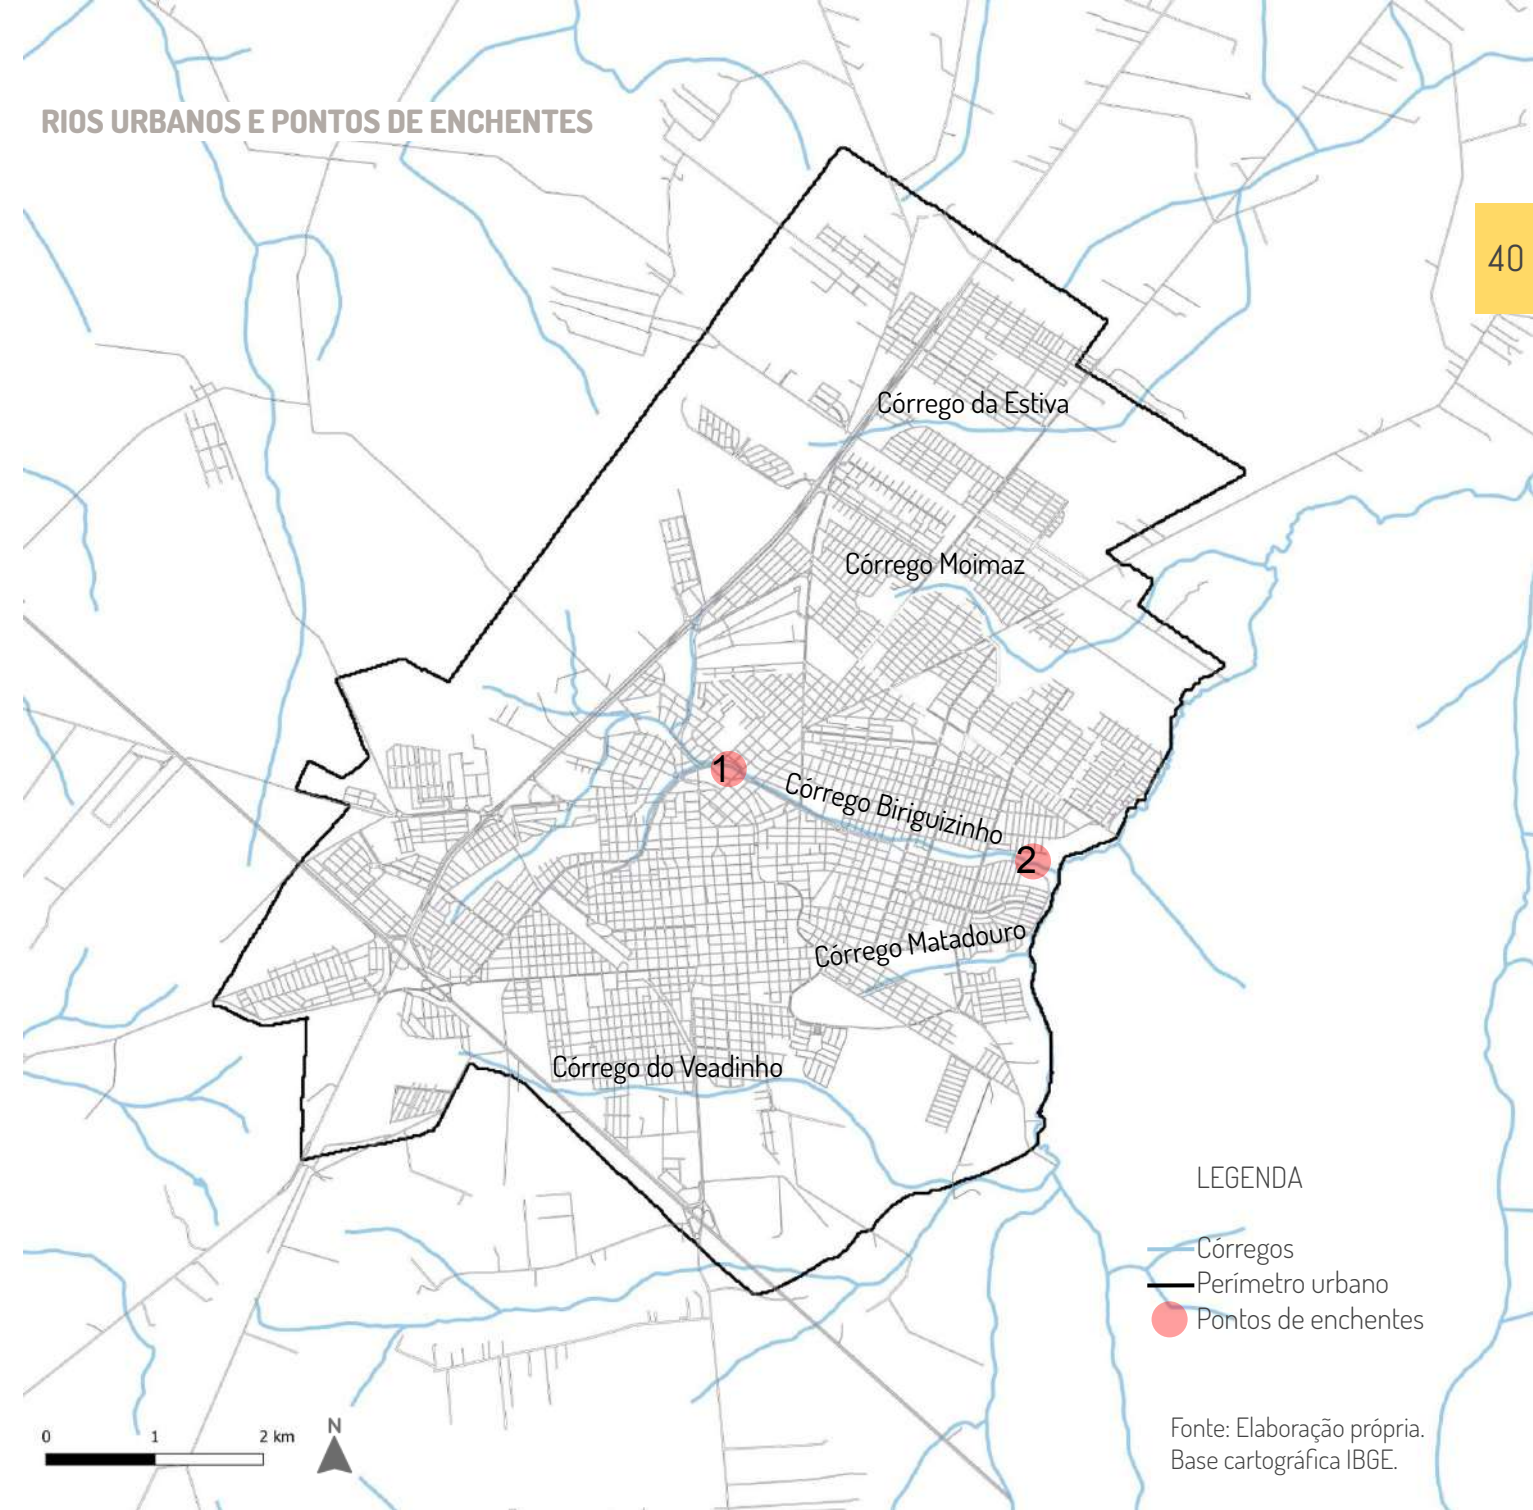 RIOS URBANOS E PONTOS DE ENCHENTES
40
Córrego da Estiva
Córrego Moimaz
1
Córrego Biriguizinho
2
Córrego Matadouro
Córrego do Veadinho
LEGENDA
Córregos
Perímetro urbano
Pontos de enchentes
0 1 2 km
N
Fonte: Elaboração própria.
Base cartográfica IBGE.